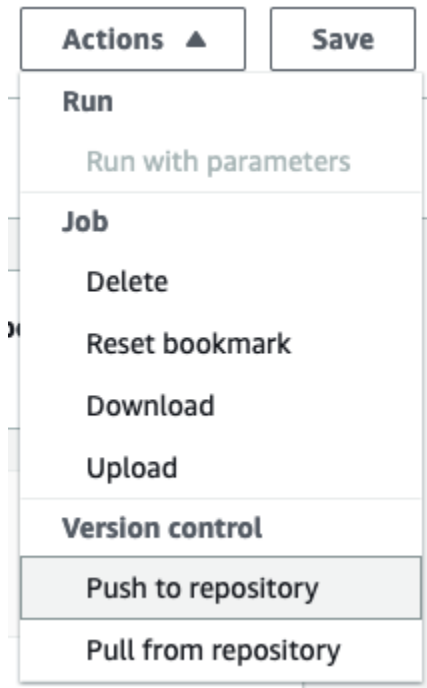 Actions
Save
Run
Run with parameters
Job
Delete
Reset bookmark
Download
Upload
Version control
Push to repository
Pull from repository